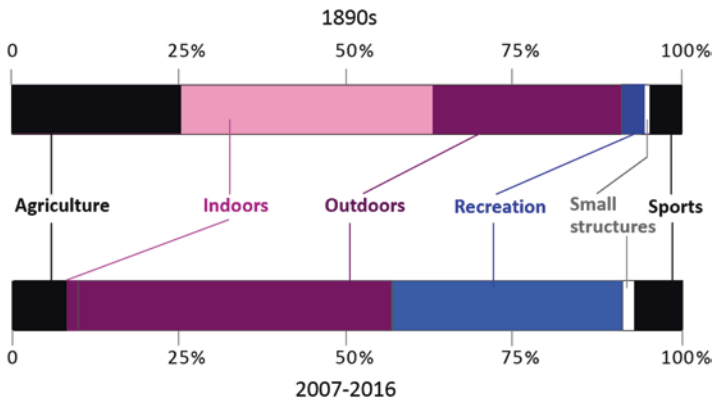 1890s
0 25% 50% 75% 100%
Agriculture Indoors Outdoors Recreation Small structures Sports
0 25% 50% 75% 100%
2007-2016